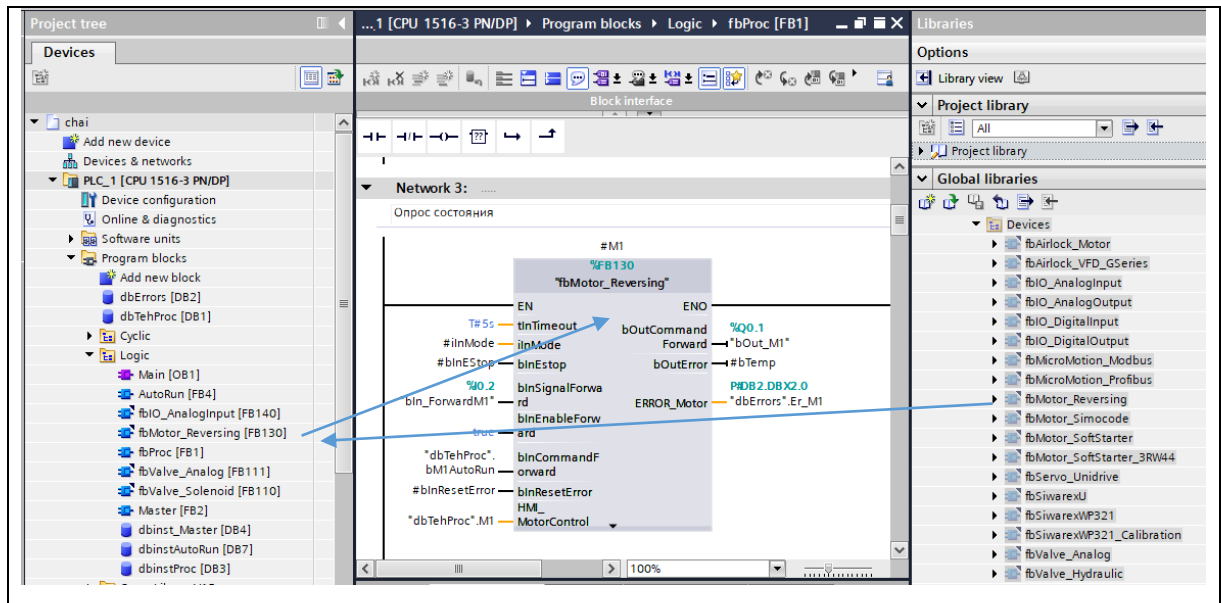 Project tree
Devices
chai
Add new device
Devices & networks
PLC_1 [CPU 1516-3 PN/DP]
Device configuration
Online & diagnostics
Software units
Program blocks
Add new block
dbErrors [DB2]
dbTehProc [DB1]
Cyclic
Logic
Main [OB1]
AutoRun [FB4]
fbIO_AnalogInput [FB140]
fbMotor_Reversing [FB130]
fbProc [FB1]
fbValve_Analog [FB111]
fbValve_Solenoid [FB110]
Master [FB2]
dbinst_Master [DB4]
dbinstAutoRun [DB7]
dbinstProc [DB3]
..._1 [CPU 1516-3 PN/DP] Program blocks Logic fbProc [FB1]
Block interface
??
Network 3: .....
Опрос состояния
#M1
%FB130
"fbMotor_Reversing"
EN ENO
T#5s tInTimeout
#iInMode iInMode
#bInEStop bInEstop
%I0.2
"bIn_ForwardM1"
bInSignalForwa
rd
true
bInEnableForw
ard
"dbTehProc".
bM1AutoRun
bInCommandF
orward
#bInResetError bInResetError
"dbTehProc".M1
HMI_
MotorControl
bOutCommand
Forward
%Q0.1
"bOut_M1"
bOutError #bTemp
ERROR_Motor
P#DB2.DBX2.0
"dbErrors".Er_M1
100%
Libraries
Options
Library view
Project library
All
Project library
Global libraries
Devices
fbAirlock_Motor
fbAirlock_VFD_GSeries
fbIO_AnalogInput
fbIO_AnalogOutput
fbIO_DigitalInput
fbIO_DigitalOutput
fbMicroMotion_Modbus
fbMicroMotion_Profibus
fbMotor_Reversing
fbMotor_Simocode
fbMotor_SoftStarter
fbMotor_SoftStarter_3RW44
fbServo_Unidrive
fbSiwarexU
fbSiwarexWP321
fbSiwarexWP321_Calibration
fbValve_Analog
fbValve_Hydraulic